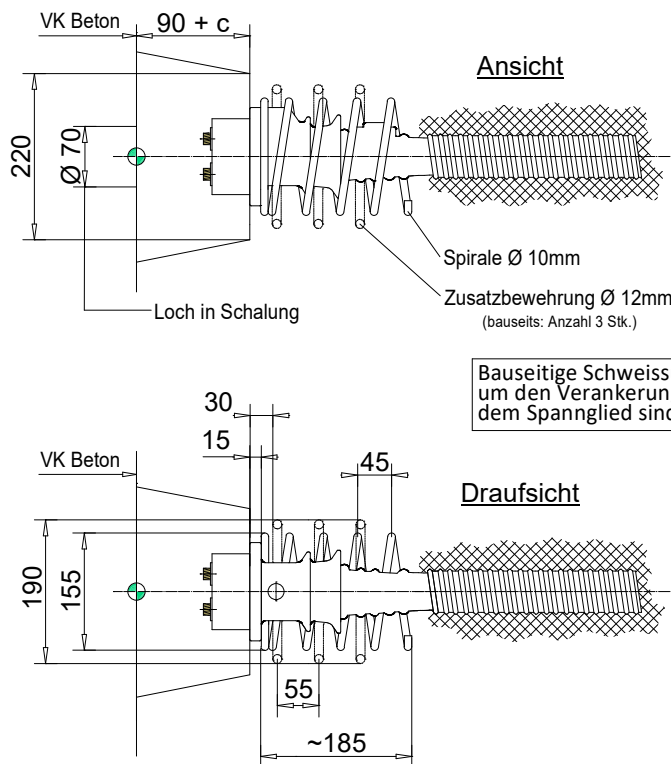 VK Beton
90 + c
Ansicht
220
Ø 70
Spirale Ø 10mm
Loch in Schalung
Zusatzbewehrung Ø 12mm
(bauseits: Anzahl 3 Stk.)
Bauseitige Schweiss
um den Verankerun
dem Spannglied sind
30
15
VK Beton
45
Draufsicht
190
155
55
~185